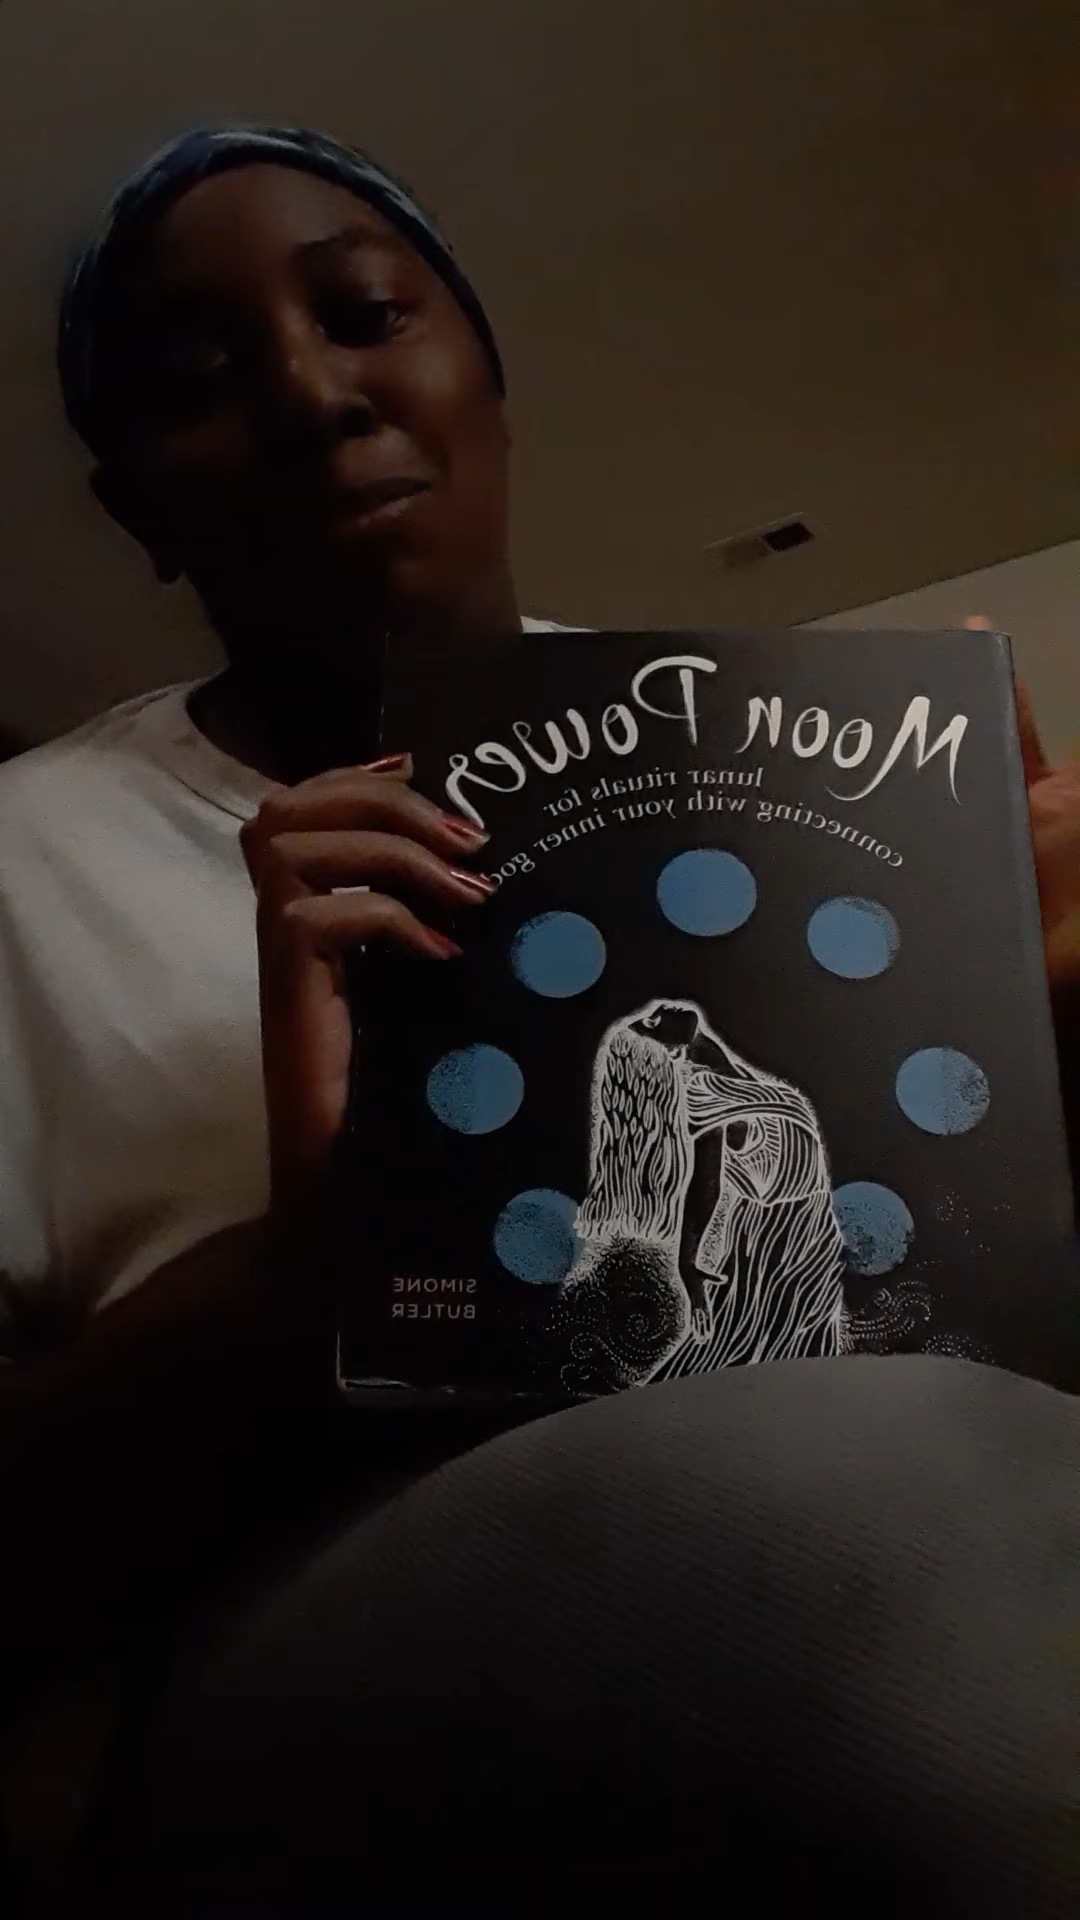 Moon Power
lunar rituals for
connecting with your inner
SIMONE
BUTLER